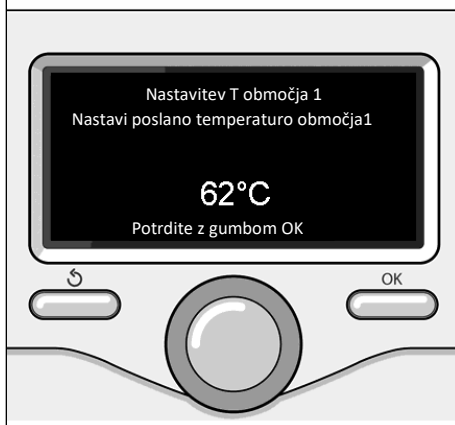 Nastavitev T območja 1
Nastavi poslano temperaturo območja1
62°C
Potrdite z gumbom OK
OK